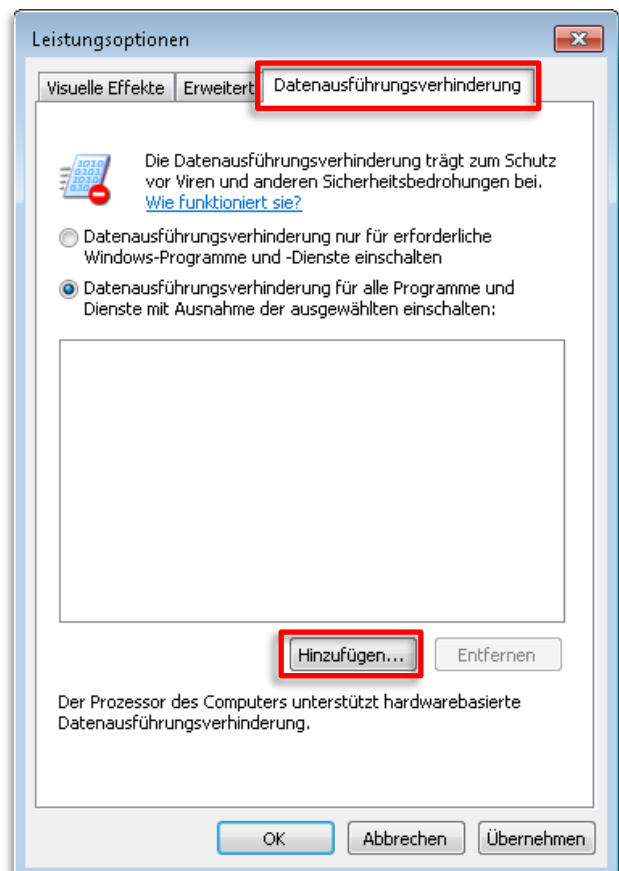 Leistungsoptionen
Visuelle Effekte Erweitert Datenausführungsverhinderung
Die Datenausführungsverhinderung trägt zum Schutz
vor Viren und anderen Sicherheitsbedrohungen bei.
Wie funktioniert sie?
Datenausführungsverhinderung nur für erforderliche
Windows-Programme und -Dienste einschalten
Datenausführungsverhinderung für alle Programme und
Dienste mit Ausnahme der ausgewählten einschalten:
Hinzufügen... Entfernen
Der Prozessor des Computers unterstützt hardwarebasierte
Datenausführungsverhinderung.
OK Abbrechen Übernehmen